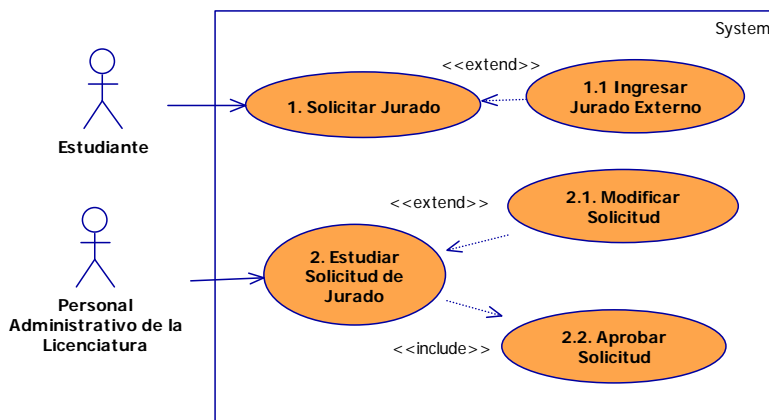 System
<<extend>>
1. Solicitar Jurado
1.1 Ingresar
Jurado Externo
Estudiante
<<extend>>
2.1. Modificar
Solicitud
2. Estudiar
Solicitud de
Jurado
Personal
Administrativo de la
Licenciatura
<<include>>
2.2. Aprobar
Solicitud